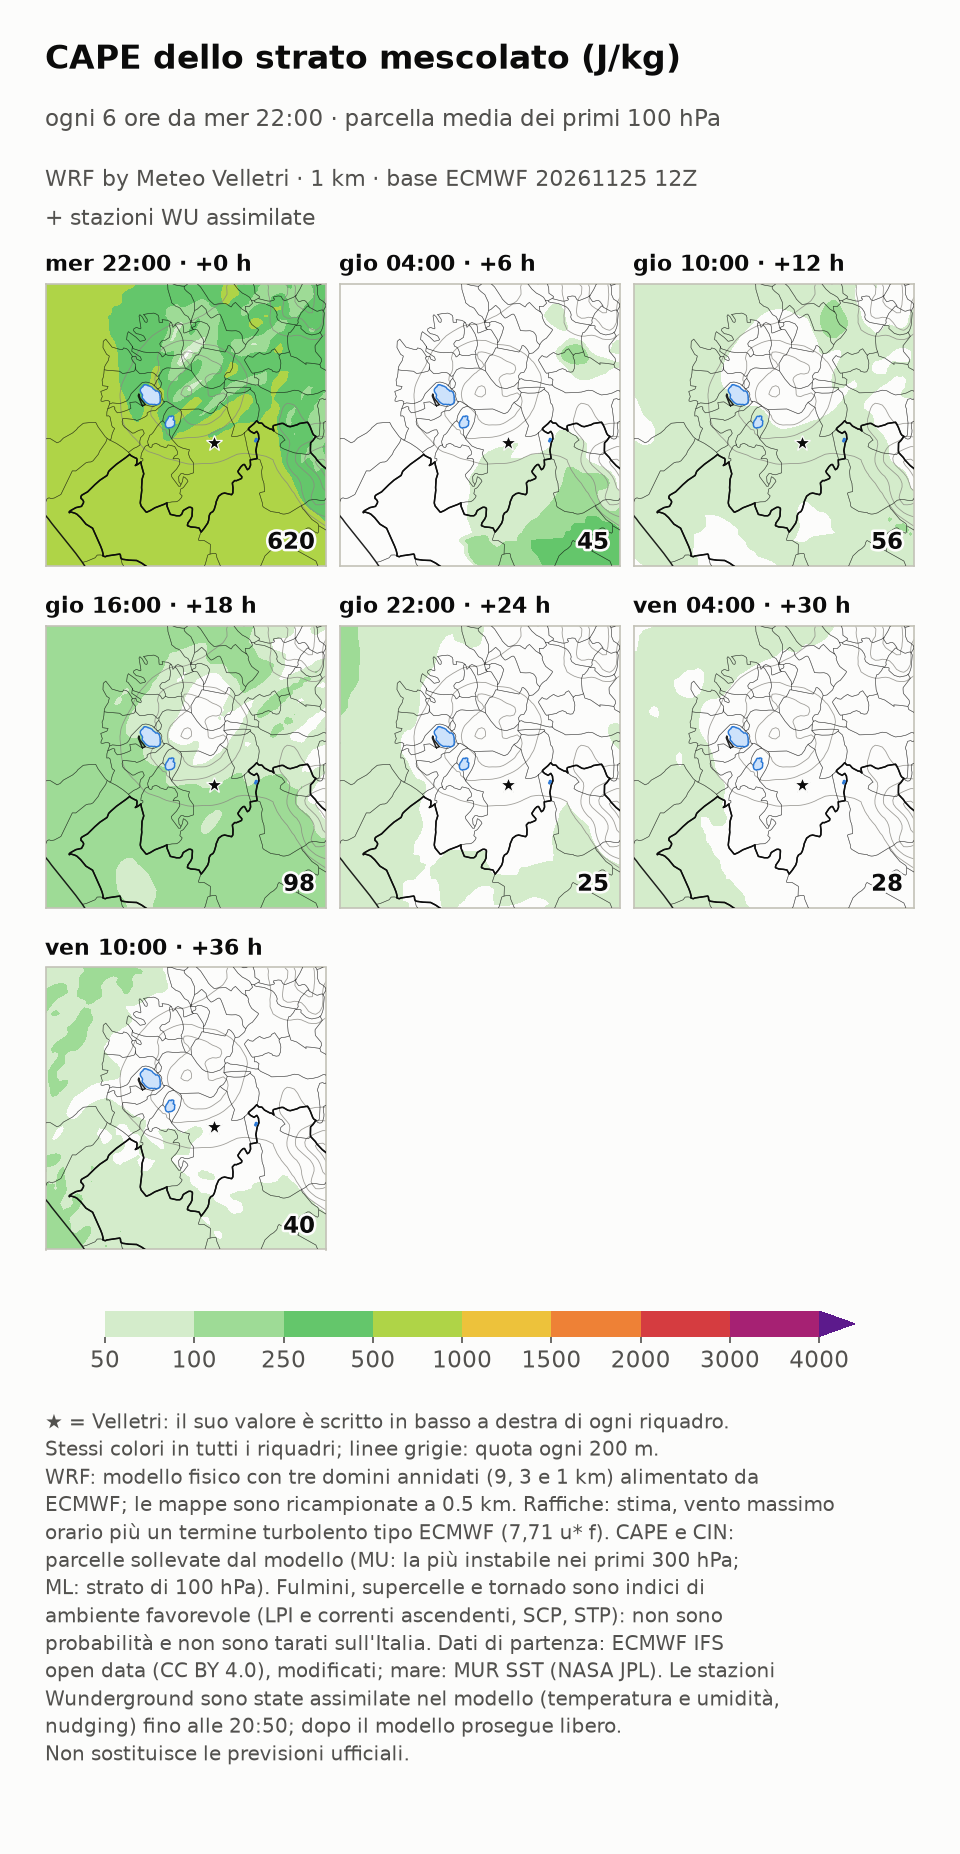 CAPE dello strato mescolato (J/kg)
ogni 6 ore da mer 22:00 · parcella media dei primi 100 hPa
WRF by Meteo Velletri · 1 km · base ECMWF 20261125 12Z
+ stazioni WU assimilate
mer 22:00 · +0 h
gio 04:00 · +6 h
gio 10:00 · +12 h
620
45
56
gio 16:00 · +18 h
gio 22:00 · +24 h
ven 04:00 · +30 h
98
25
28
ven 10:00 · +36 h
40
50 100 250 500 1000 1500 2000 3000 4000
★ = Velletri: il suo valore è scritto in basso a destra di ogni riquadro.
Stessi colori in tutti i riquadri; linee grigie: quota ogni 200 m.
WRF: modello fisico con tre domini annidati (9, 3 e 1 km) alimentato da
ECMWF; le mappe sono ricampionate a 0.5 km. Raffiche: stima, vento massimo
orario più un termine turbolento tipo ECMWF (7,71 u* f). CAPE e CIN:
parcelle sollevate dal modello (MU: la più instabile nei primi 300 hPa;
ML: strato di 100 hPa). Fulmini, supercelle e tornado sono indici di
ambiente favorevole (LPI e correnti ascendenti, SCP, STP): non sono
probabilità e non sono tarati sull'Italia. Dati di partenza: ECMWF IFS
open data (CC BY 4.0), modificati; mare: MUR SST (NASA JPL). Le stazioni
Wunderground sono state assimilate nel modello (temperatura e umidità,
nudging) fino alle 20:50; dopo il modello prosegue libero.
Non sostituisce le previsioni ufficiali.